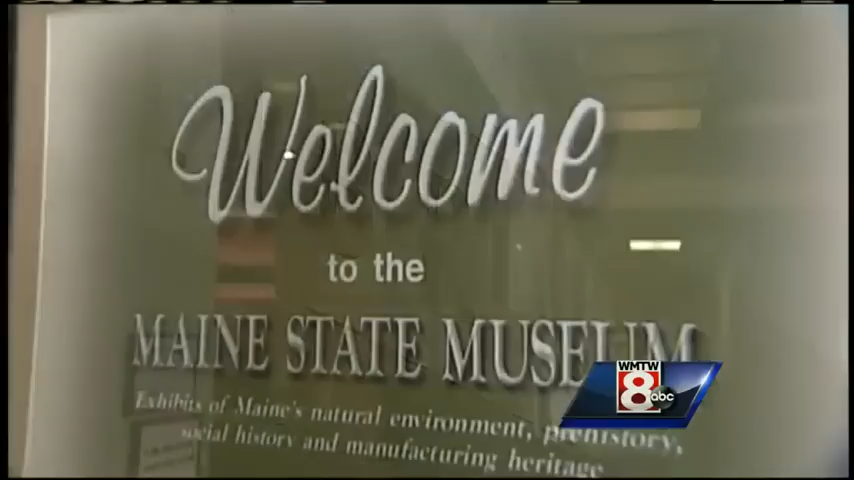 Welcome
to the
MAINE STATE MUSEUM
Exhibits of Maine's natural environment, prehistory,
social history and manufacturing heritage
WMTW
8 abc